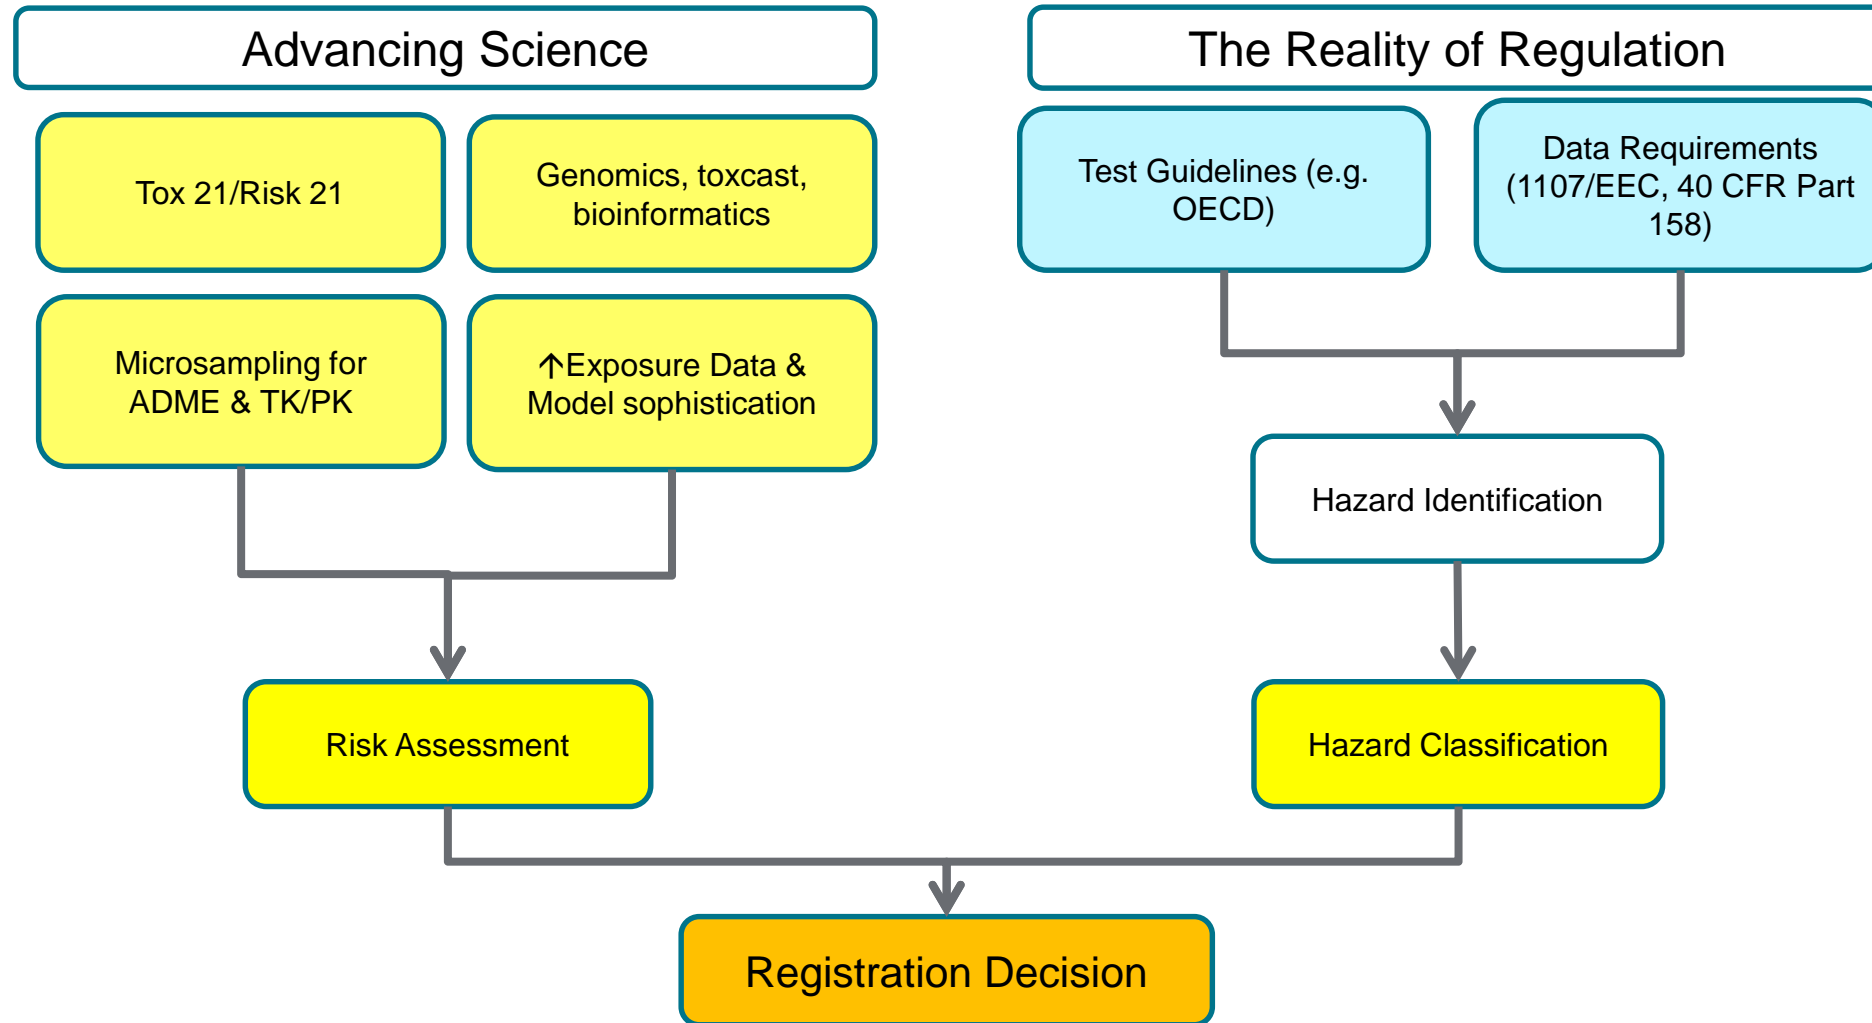 Advancing Science
The Reality of Regulation
Tox 21/Risk 21
Genomics, toxcast,
bioinformatics
Test Guidelines (e.g.
OECD)
Data Requirements
(1107/EEC, 40 CFR Part
158)
Microsampling for
ADME & TK/PK
↑Exposure Data &
Model sophistication
Hazard Identification
Risk Assessment
Hazard Classification
Registration Decision